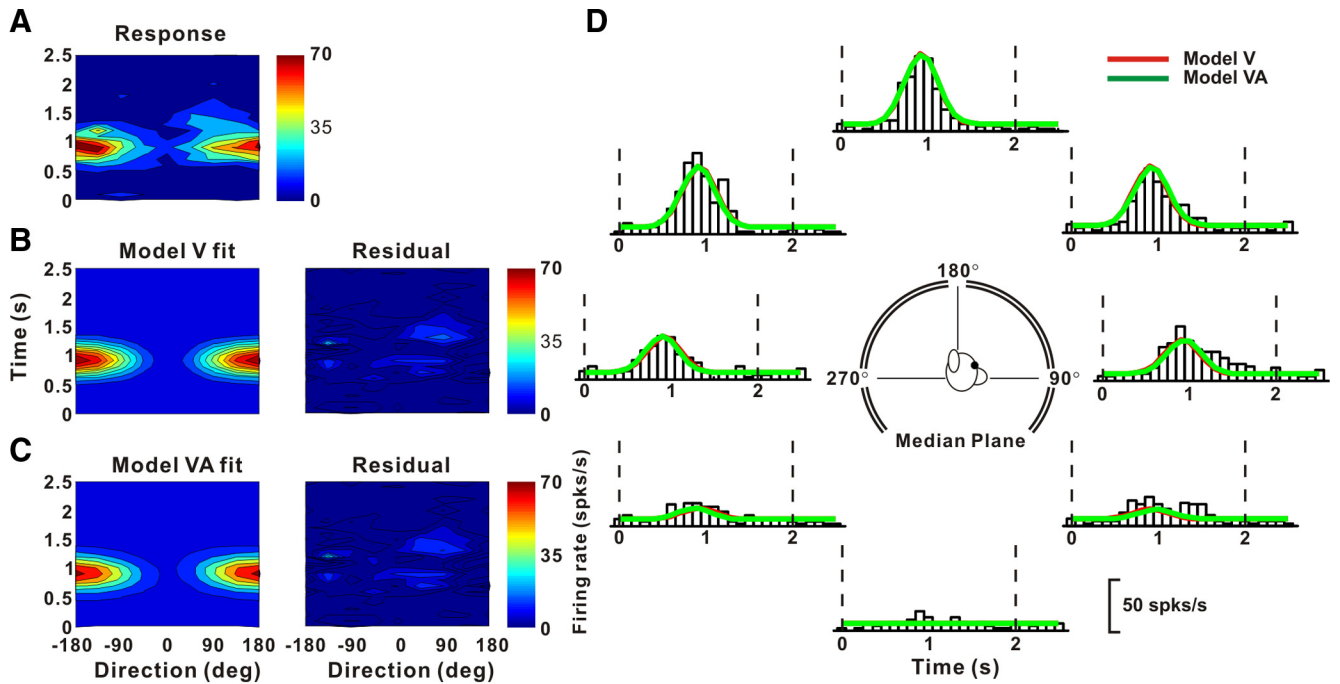 A
Response
2.5
2
1.5
1
0.5
0
70
35
0
B
Model V fit
Residual
2.5
2
1.5
1
0.5
0
70
35
0
Time (s)
C
Model VA fit
Residual
2.5
2
1.5
1
0.5
0
70
35
0
Firing rate (spks/s)
-180 -90 0 90 180
-180 -90 0 90 180
Direction (deg)
Direction (deg)
D
Model V
Model VA
0 1 2
0 1 2
0 1 2
180°
0 1 2
270°
90°
Median Plane
0 1 2
0 1 2
0 1 2
0 1 2
Time (s)
50 spks/s